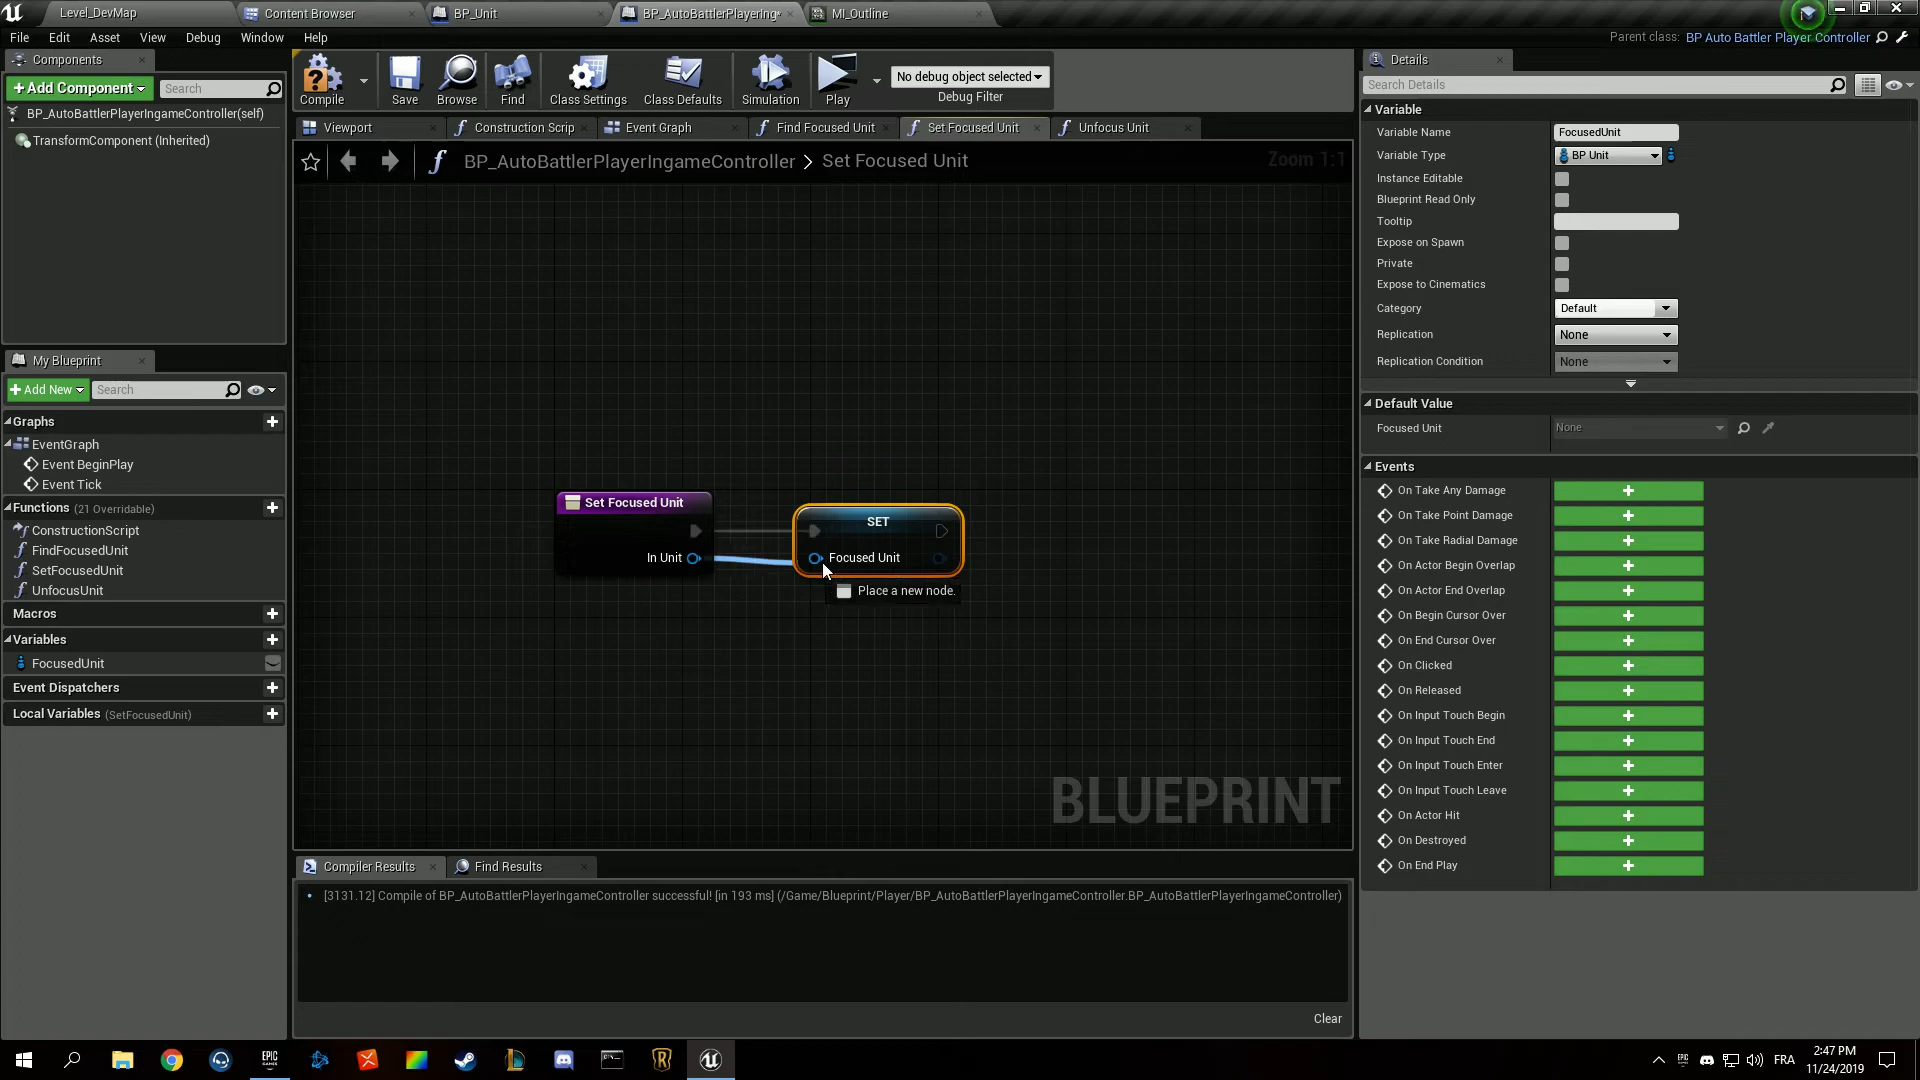 Level_DevMap
Content Browser
BP_Unit
BP_AutoBattlerPlayerIng*
MI_Outline
File
Edit
Asset
View
Debug
Window
Help
Parent class:
BP Auto Battler Player Controller
Components
+Add Component
Search
BP_AutoBattlerPlayerIngameController(self)
TransformComponent (Inherited)
Compile
Save
Browse
Find
Class Settings
Class Defaults
Simulation
Play
No debug object selected
Debug Filter
Viewport
Construction Scrip
Event Graph
Find Focused Unit
Set Focused Unit
Unfocus Unit
BP_AutoBattlerPlayerIngameController > Set Focused Unit
Zoom 1:1
My Blueprint
+Add New
Search
Graphs
EventGraph
Event BeginPlay
Event Tick
Functions (21 Overridable)
ConstructionScript
FindFocusedUnit
SetFocusedUnit
UnfocusUnit
Macros
Variables
FocusedUnit
Event Dispatchers
Local Variables (SetFocusedUnit)
Set Focused Unit
In Unit
SET
Focused Unit
Place a new node.
BLUEPRINT
Compiler Results
Find Results
[3131.12] Compile of BP_AutoBattlerPlayerIngameController successful! [in 193 ms] (/Game/Blueprint/Player/BP_AutoBattlerPlayerIngameController.BP_AutoBattlerPlayerIngameController)
Clear
Details
Search Details
Variable
Variable Name
FocusedUnit
Variable Type
BP Unit
Instance Editable
Blueprint Read Only
Tooltip
Expose on Spawn
Private
Expose to Cinematics
Category
Default
Replication
None
Replication Condition
None
Default Value
Focused Unit
None
Events
On Take Any Damage
On Take Point Damage
On Take Radial Damage
On Actor Begin Overlap
On Actor End Overlap
On Begin Cursor Over
On End Cursor Over
On Clicked
On Released
On Input Touch Begin
On Input Touch End
On Input Touch Enter
On Input Touch Leave
On Actor Hit
On Destroyed
On End Play
FRA
2:47 PM
11/24/2019